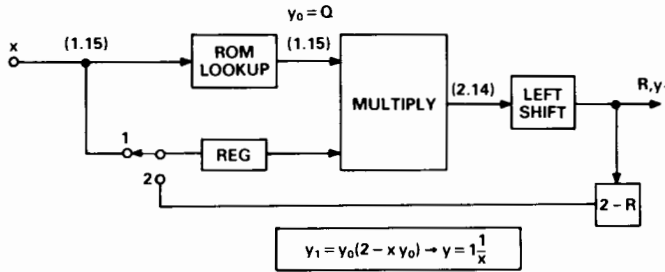 y₀ = Q
x
(1.15)
ROM
LOOKUP
(1.15)
MULTIPLY
(2.14)
LEFT
SHIFT
R,y
1
REG
2
2 – R
y₁ = y₀(2 – x y₀) → y = 1 1/x